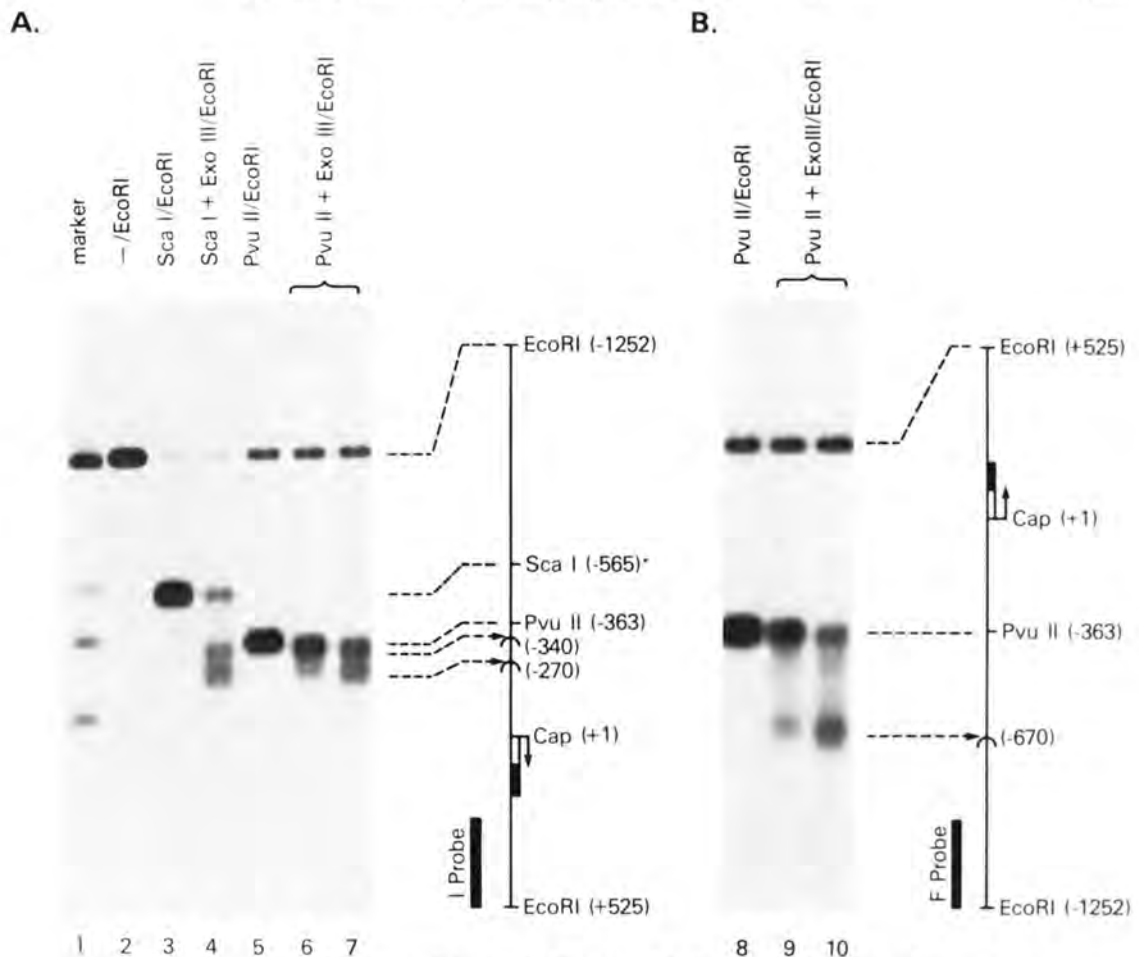 A.
marker
— /EcoRI
Sca I/EcoRI
Sca I + Exo III/EcoRI
Pvu II/EcoRI
Pvu II + Exo III/EcoRI
EcoRI (-1252)
Sca I (-565)*
Pvu II (-363)
(-340)
(-270)
Cap (+1)
I Probe
EcoRI (+525)
1 2 3 4 5 6 7
B.
Pvu II/EcoRI
Pvu II + ExoIII/EcoRI
EcoRI (+525)
Cap (+1)
Pvu II (-363)
(-670)
F Probe
EcoRI (-1252)
8 9 10